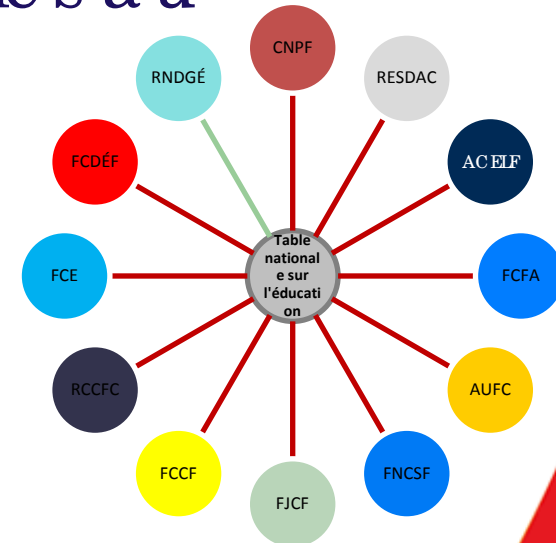 CNPF
RESDAC
ACELF
FCFA
AUFC
FNCSF
FJCF
FCCF
RCCFC
FCE
FCDÉF
RNDGÉ
Table
national
e sur
l'éducati
on